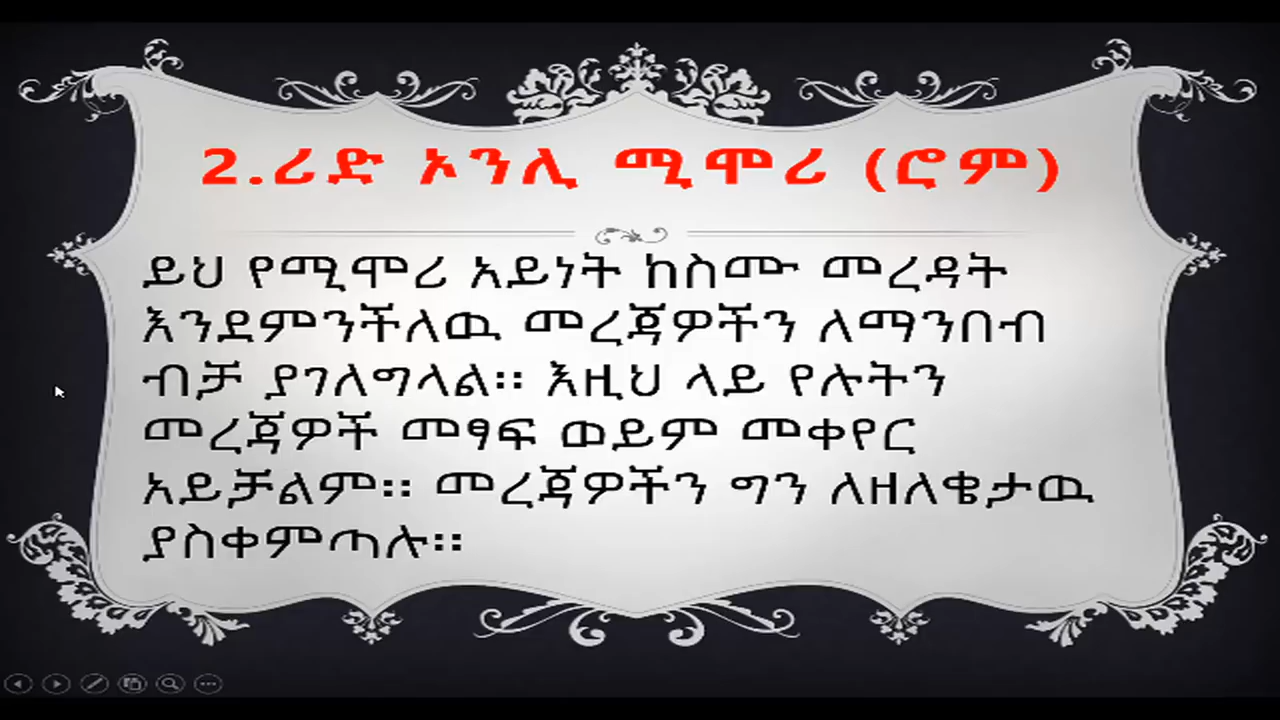 2.ሪድ ኦንሊ ሚሞሪ (ሮም)
ይህ የሚሞሪ አይነት ከስሙ መረዳት
እንደምንችለዉ መረጃዎችን ለማንበብ
ብቻ ያገለግላል፡፡ እዚህ ላይ የሉትን
መረጃዎች መፃፍ ወይም መቀየር
አይቻልም፡፡ መረጃዎችን ግን ለዘለቄታዉ
ያስቀምጣሉ፡፡